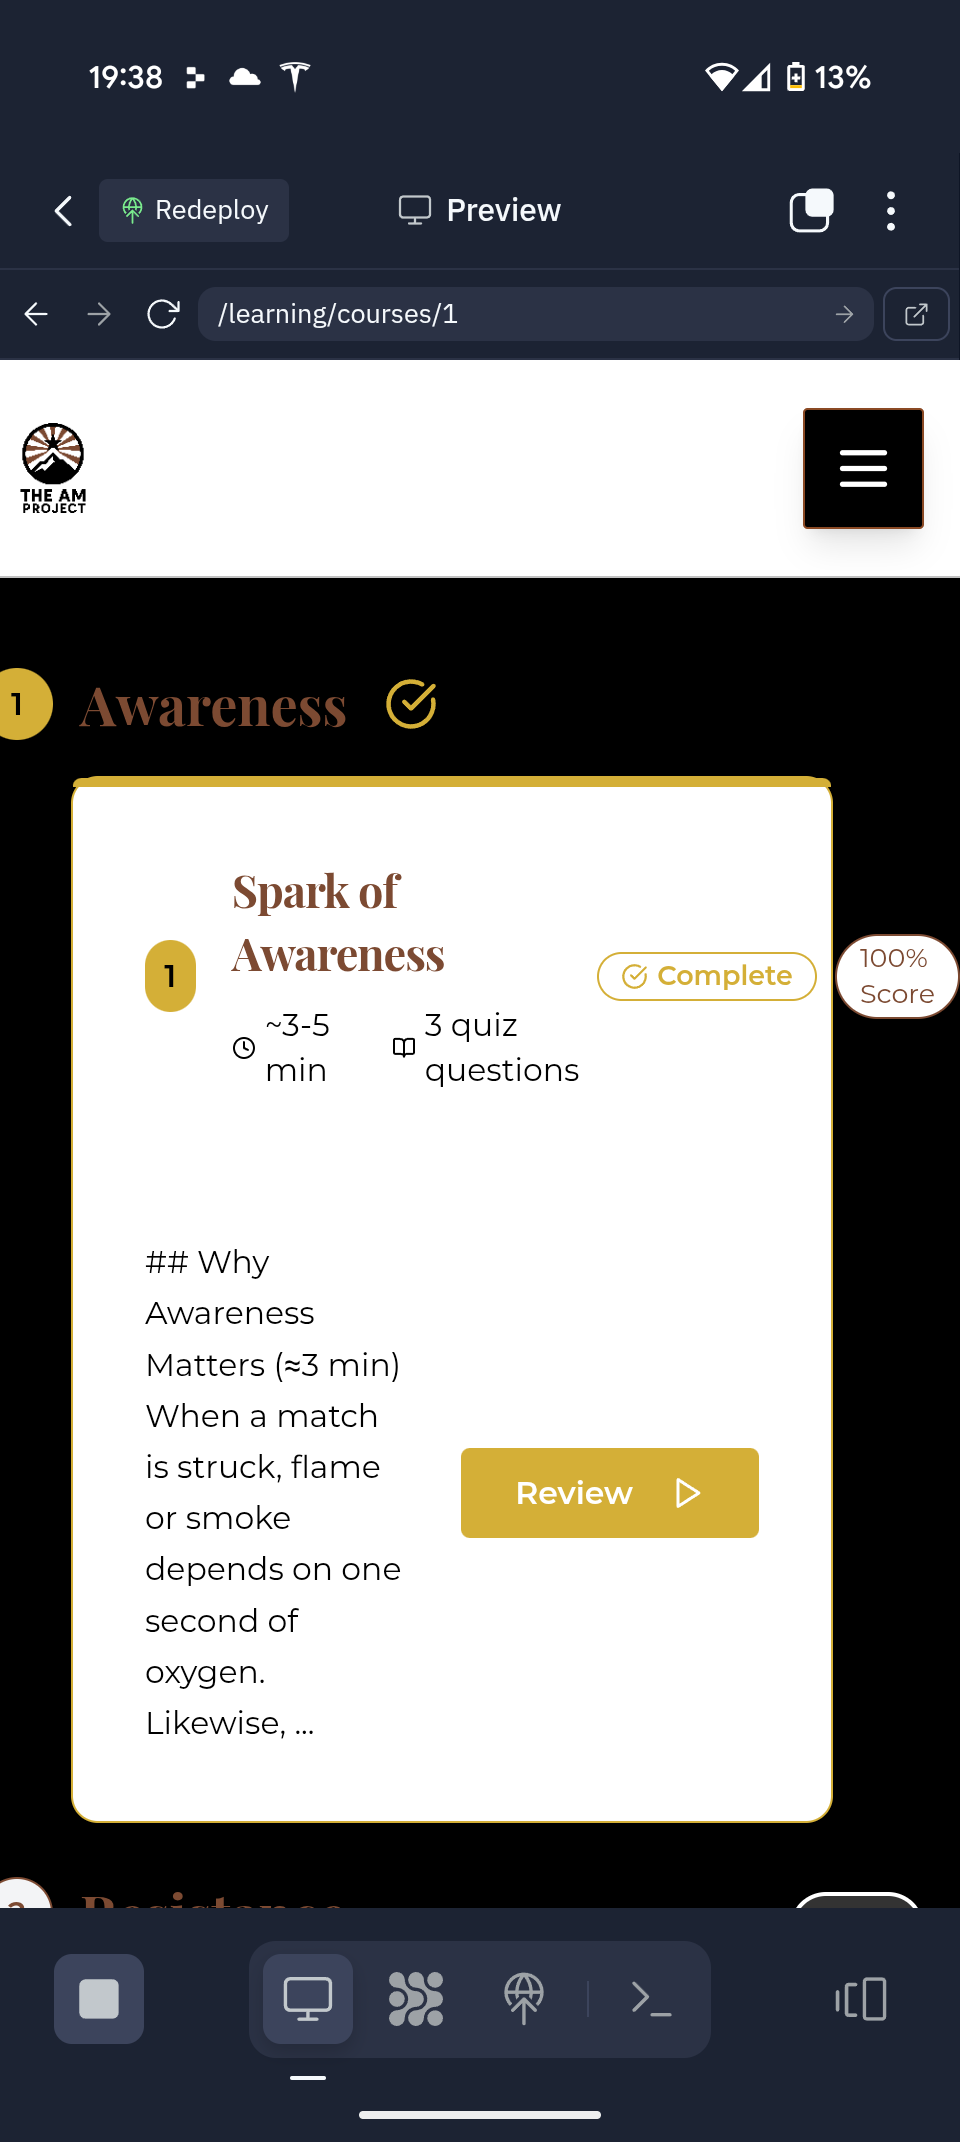 19:38
13%
Redeploy
Preview
/learning/courses/1
THE AM
PROJECT
1
Awareness
Spark of
Awareness
1
Complete
100%
Score
~3-5
min
3 quiz
questions
## Why
Awareness
Matters (≈3 min)
When a match
is struck, flame
or smoke
depends on one
second of
oxygen.
Likewise, ...
Review
Resistance